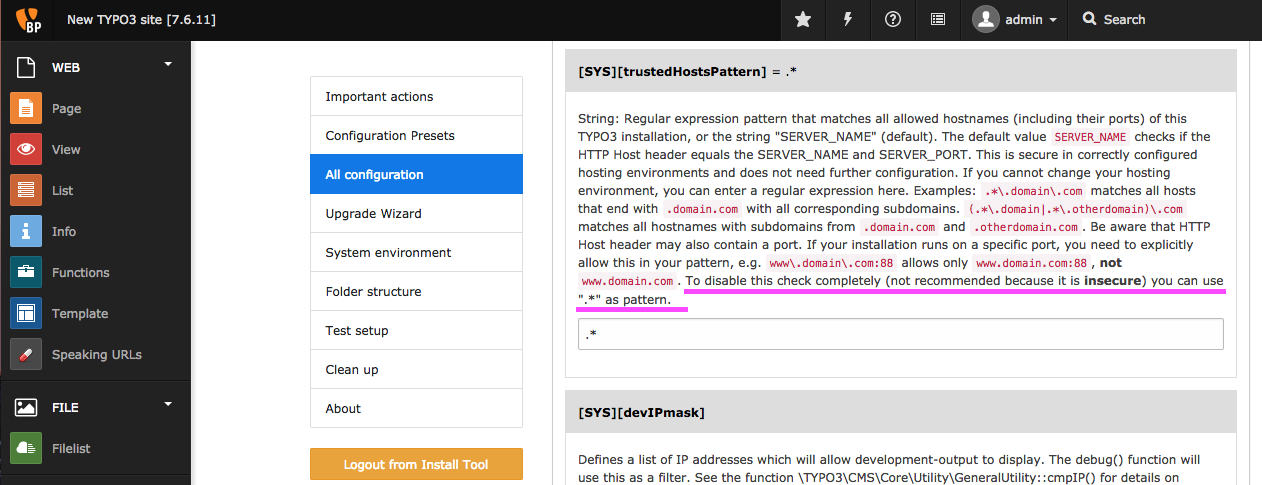 BP
New TYPO3 site [7.6.11]
admin
Search
WEB
Page
View
List
Info
Functions
Template
Speaking URLs
FILE
Filelist
Important actions
Configuration Presets
All configuration
Upgrade Wizard
System environment
Folder structure
Test setup
Clean up
About
Logout from Install Tool
[SYS][trustedHostsPattern] = .*
String: Regular expression pattern that matches all allowed hostnames (including their ports) of this
TYPO3 installation, or the string "SERVER_NAME" (default). The default value SERVER_NAME checks if the
HTTP Host header equals the SERVER_NAME and SERVER_PORT. This is secure in correctly configured
hosting environments and does not need further configuration. If you cannot change your hosting
environment, you can enter a regular expression here. Examples: .*\.domain\.com matches all hosts
that end with .domain.com with all corresponding subdomains. (.*\.domain|.*\.otherdomain)\.com
matches all hostnames with subdomains from .domain.com and .otherdomain.com. Be aware that HTTP
Host header may also contain a port. If your installation runs on a specific port, you need to explicitly
allow this in your pattern, e.g. www\.domain\.com:88 allows only www.domain.com:88, not
www.domain.com. To disable this check completely (not recommended because it is insecure) you can use
".*" as pattern.
.*
[SYS][devIPmask]
Defines a list of IP addresses which will allow development-output to display. The debug() function will
use this as a filter. See the function \TYPO3\CMS\Core\Utility\GeneralUtility::cmpIP() for details on